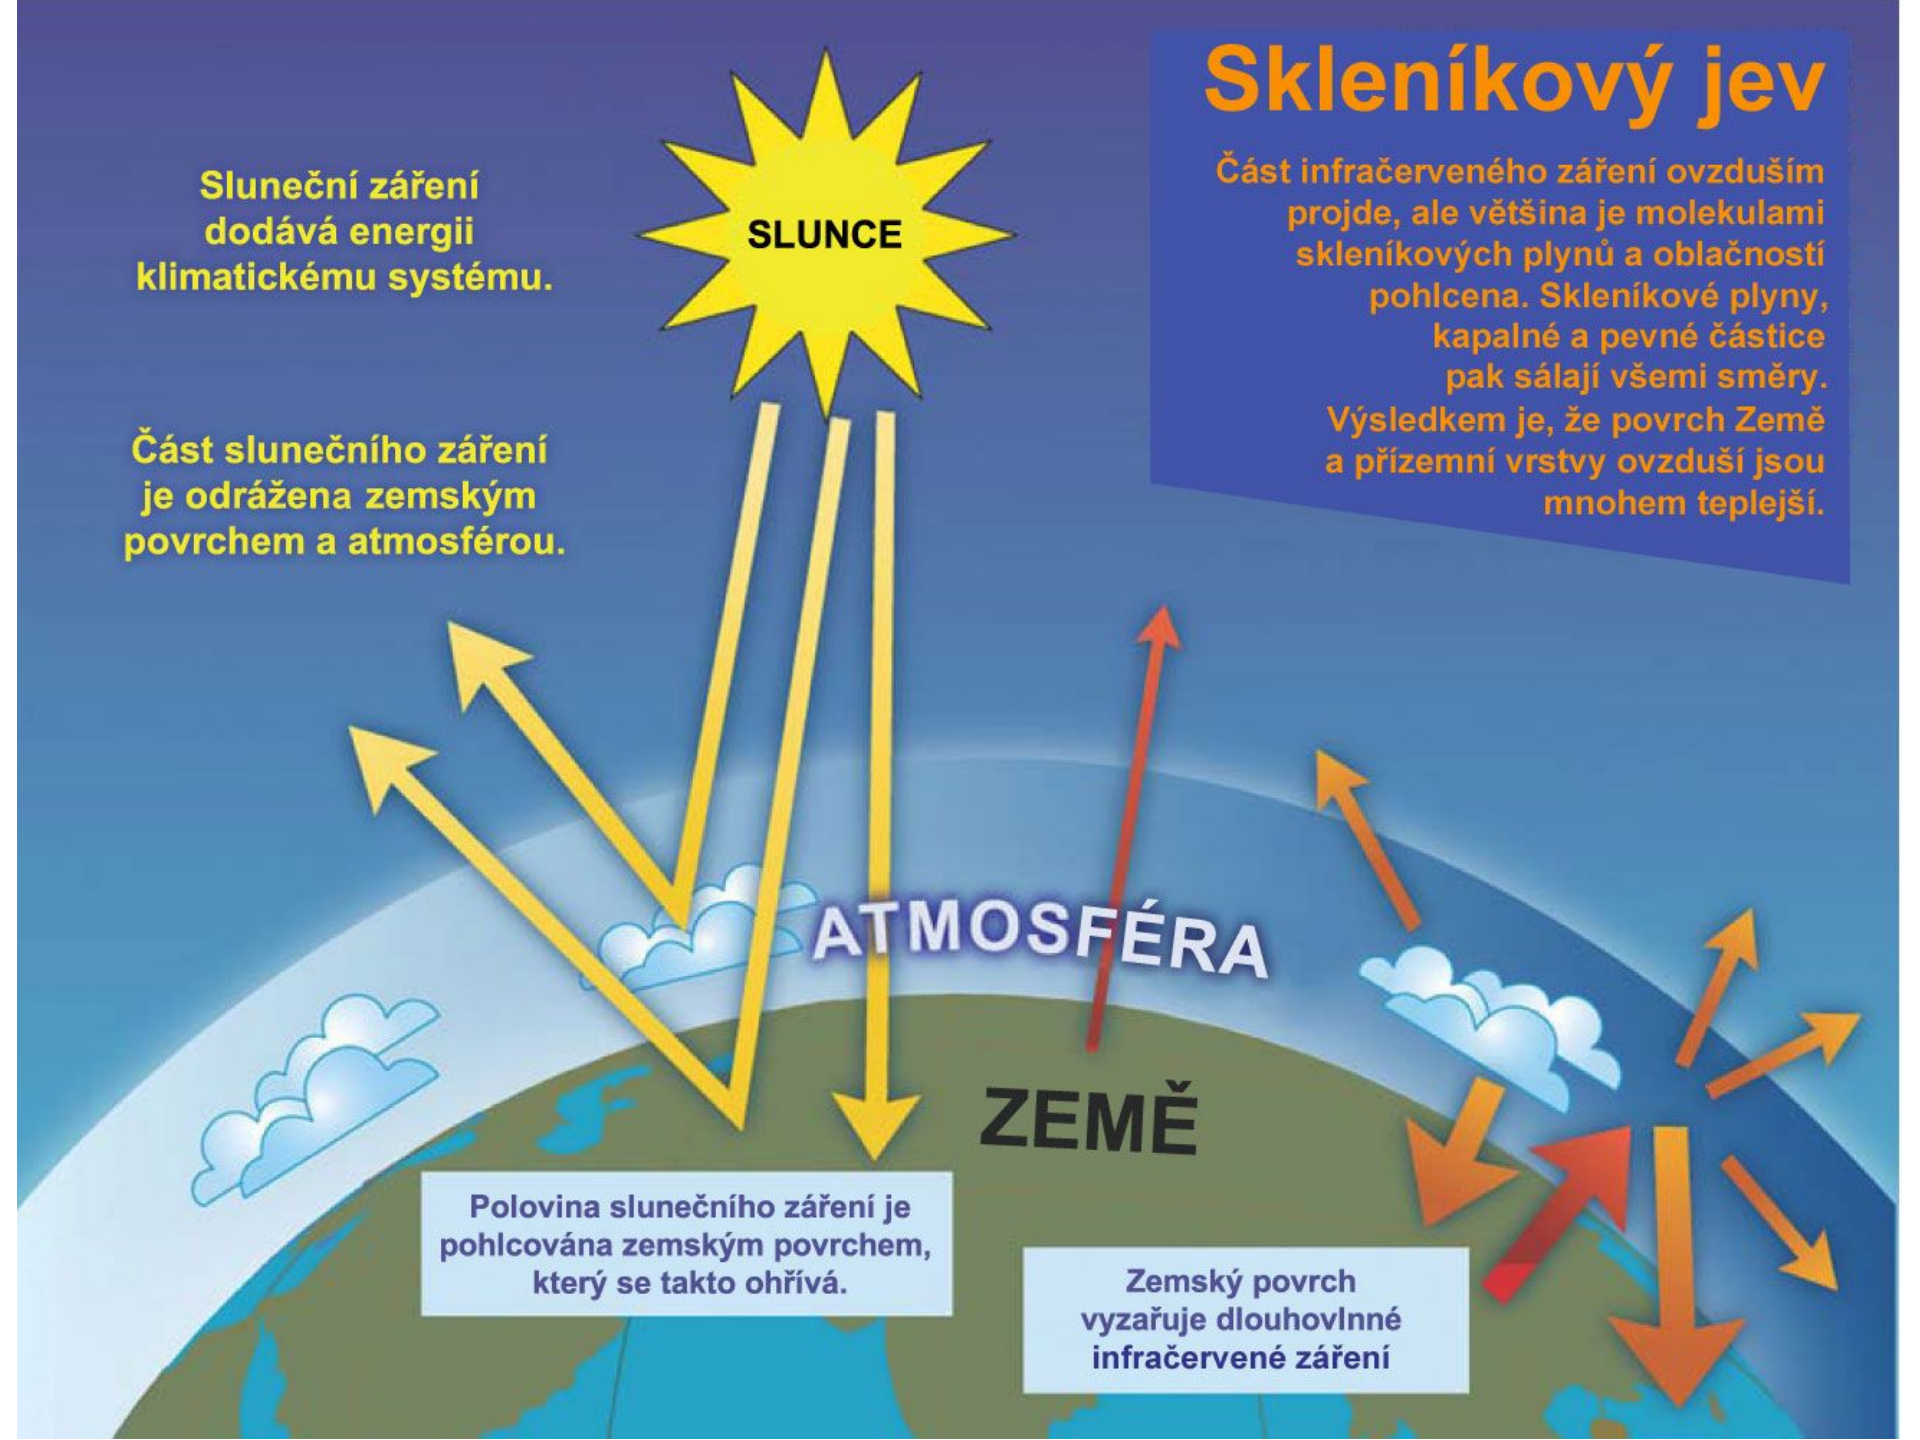 Skleníkový jev
Část infračerveného záření ovzduším
projde, ale většina je molekulami
skleníkových plynů a oblačností
pohlcena. Skleníkové plyny,
kapalné a pevné částice
pak sálají všemi směry.
Výsledkem je, že povrch Země
a přízemní vrstvy ovzduší jsou
mnohem teplejší.
Sluneční záření
dodává energii
klimatickému systému.
SLUNCE
Část slunečního záření
je odrážena zemským
povrchem a atmosférou.
ATMOSFÉRA
ZEMĚ
Polovina slunečního záření je
pohlcována zemským povrchem,
který se takto ohřívá.
Zemský povrch
vyzařuje dlouhovlnné
infračervené záření